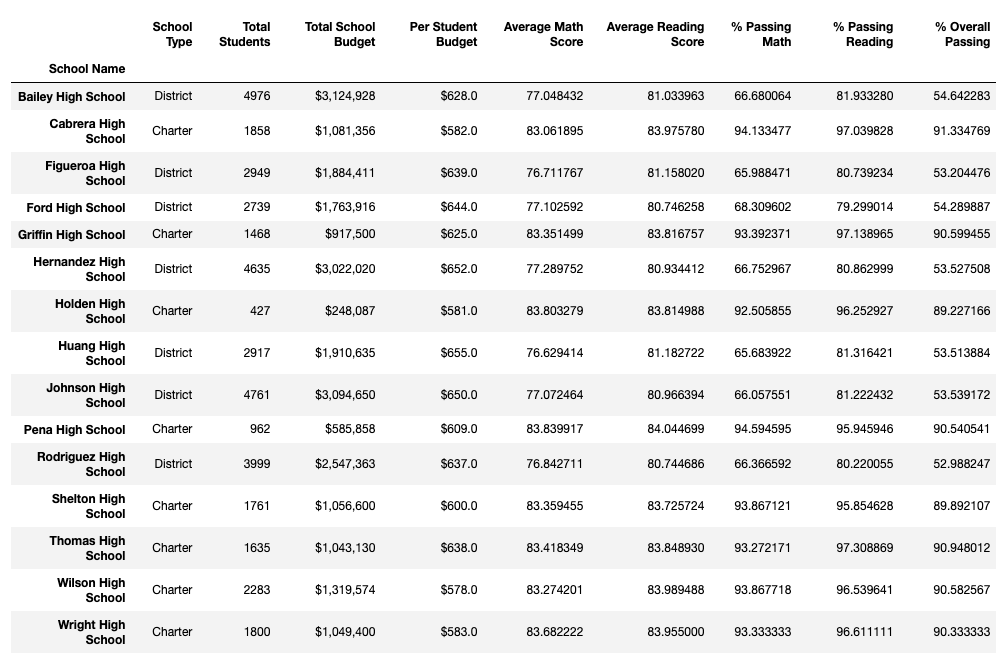 School Type Total Students Total School Budget Per Student Budget Average Math Score Average Reading Score % Passing Math % Passing Reading % Overall Passing
School Name
Bailey High School District 4976 $3,124,928 $628.0 77.048432 81.033963 66.680064 81.933280 54.642283
Cabrera High School Charter 1858 $1,081,356 $582.0 83.061895 83.975780 94.133477 97.039828 91.334769
Figueroa High School District 2949 $1,884,411 $639.0 76.711767 81.158020 65.988471 80.739234 53.204476
Ford High School District 2739 $1,763,916 $644.0 77.102592 80.746258 68.309602 79.299014 54.289887
Griffin High School Charter 1468 $917,500 $625.0 83.351499 83.816757 93.392371 97.138965 90.599455
Hernandez High School District 4635 $3,022,020 $652.0 77.289752 80.934412 66.752967 80.862999 53.527508
Holden High School Charter 427 $248,087 $581.0 83.803279 83.814988 92.505855 96.252927 89.227166
Huang High School District 2917 $1,910,635 $655.0 76.629414 81.182722 65.683922 81.316421 53.513884
Johnson High School District 4761 $3,094,650 $650.0 77.072464 80.966394 66.057551 81.222432 53.539172
Pena High School Charter 962 $585,858 $609.0 83.839917 84.044699 94.594595 95.945946 90.540541
Rodriguez High School District 3999 $2,547,363 $637.0 76.842711 80.744686 66.366592 80.220055 52.988247
Shelton High School Charter 1761 $1,056,600 $600.0 83.359455 83.725724 93.867121 95.854628 89.892107
Thomas High School Charter 1635 $1,043,130 $638.0 83.418349 83.848930 93.272171 97.308869 90.948012
Wilson High School Charter 2283 $1,319,574 $578.0 83.274201 83.989488 93.867718 96.539641 90.582567
Wright High School Charter 1800 $1,049,400 $583.0 83.682222 83.955000 93.333333 96.611111 90.333333